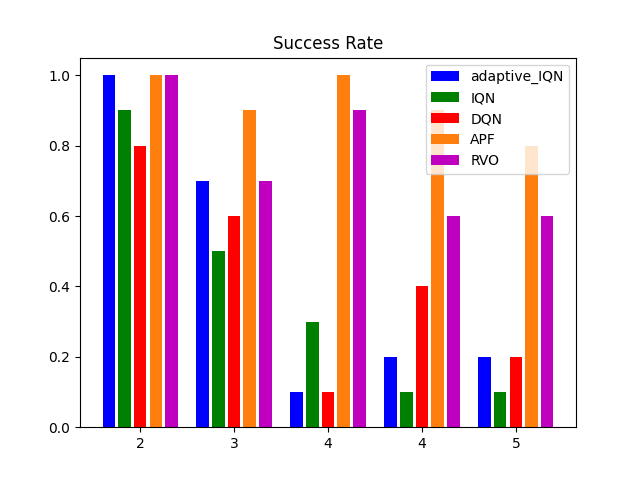 Success Rate
1.0
0.8
0.6
0.4
0.2
0.0
adaptive_IQN
IQN
DQN
APF
RVO
2 3 4 4 5